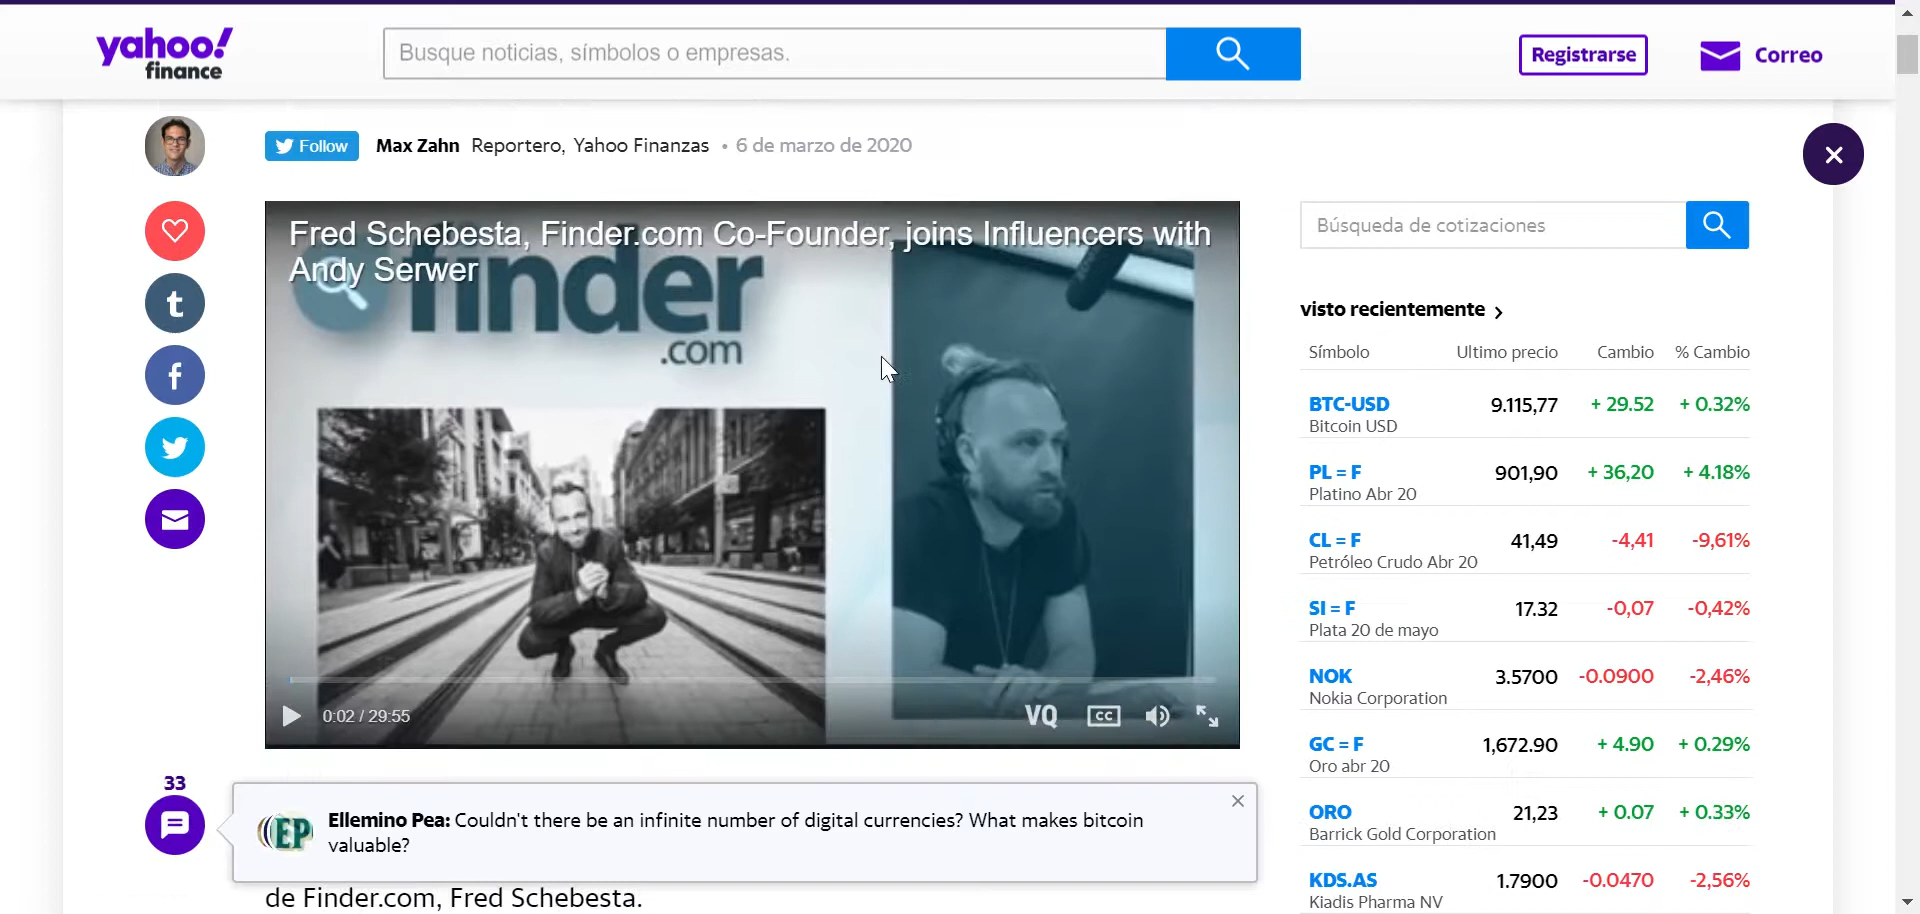 yahoo!
finance
Busque noticias, símbolos o empresas.
Registrarse
Correo
Follow
Max Zahn Reportero, Yahoo Finanzas • 6 de marzo de 2020
Fred Schebesta, Finder.com Co-Founder, joins Influencers with
Andy Serwer
finder
.com
0:02 / 29:55
VQ
CC
33
Ellemino Pea: Couldn't there be an infinite number of digital currencies? What makes bitcoin
valuable?
EP
de Finder.com, Fred Schebesta.
Búsqueda de cotizaciones
visto recientemente
Símbolo Ultimo precio Cambio % Cambio
BTC-USD 9.115,77 + 29.52 + 0.32%
Bitcoin USD
PL = F 901,90 + 36,20 + 4.18%
Platino Abr 20
CL = F 41,49 -4,41 -9,61%
Petróleo Crudo Abr 20
SI = F 17.32 -0,07 -0,42%
Plata 20 de mayo
NOK 3.5700 -0.0900 -2,46%
Nokia Corporation
GC = F 1,672.90 + 4.90 + 0.29%
Oro abr 20
ORO 21,23 + 0.07 + 0.33%
Barrick Gold Corporation
KDS.AS 1.7900 -0.0470 -2,56%
Kiadis Pharma NV